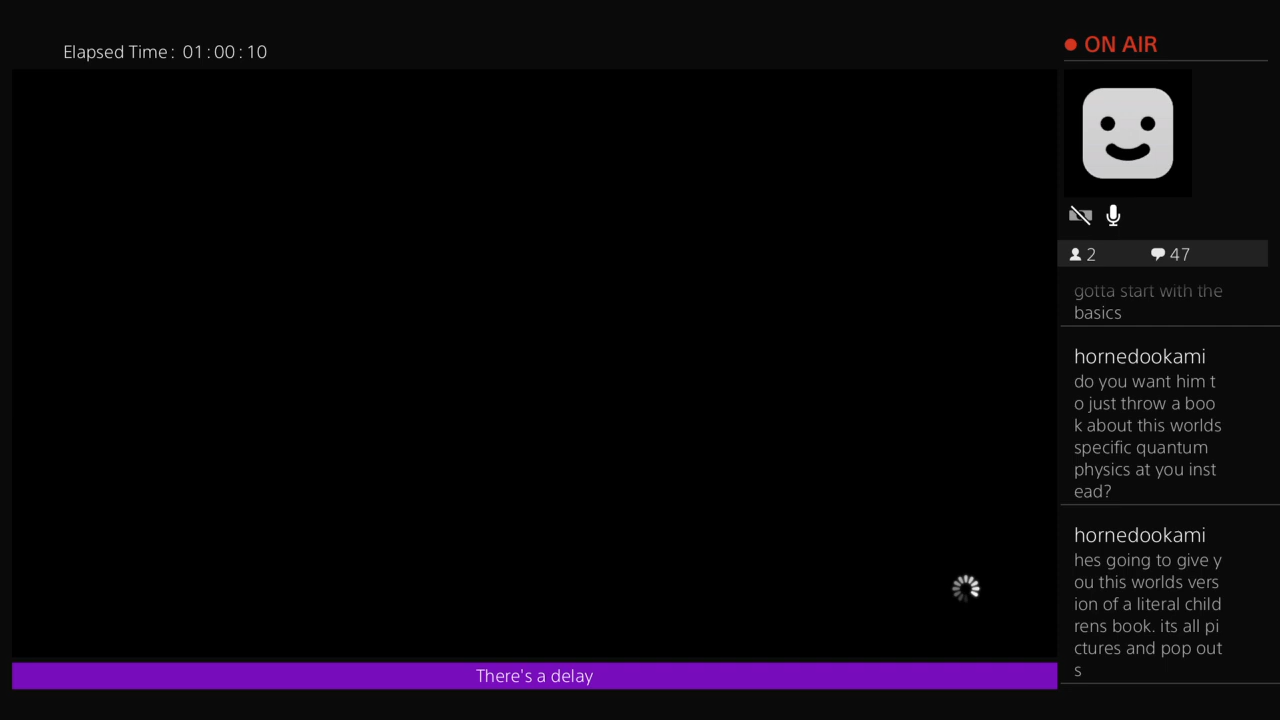 Elapsed Time: 01:00:10
ON AIR
2 47
gotta start with the
basics
hornedookami
do you want him t
o just throw a boo
k about this worlds
specific quantum
physics at you inst
ead?
hornedookami
hes going to give y
ou this worlds vers
ion of a literal child
rens book. its all pi
ctures and pop out
s
There's a delay